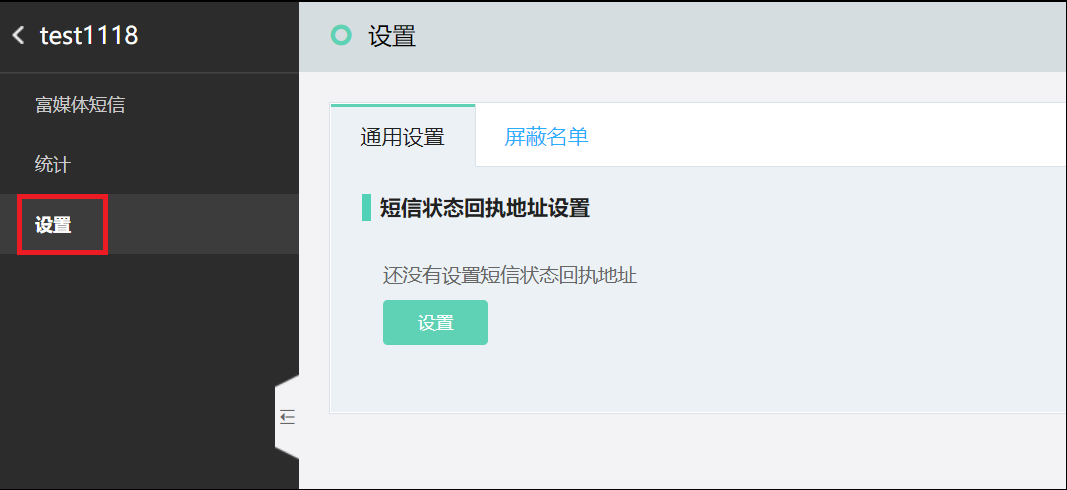 test1118
富媒体短信
统计
设置
设置
通用设置
屏蔽名单
短信状态回执地址设置
还没有设置短信状态回执地址
设置